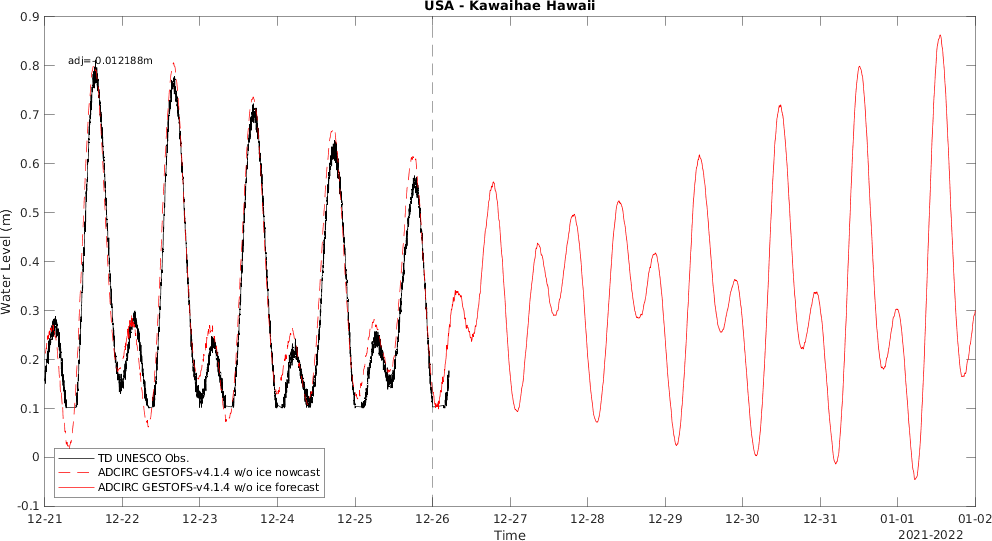 USA - Kawaihae Hawaii
adj=-0.012188m
0.9
0.8
0.7
0.6
0.5
0.4
0.3
0.2
0.1
0
-0.1
Water Level (m)
TD UNESCO Obs.
ADCIRC GESTOFS-v4.1.4 w/o ice nowcast
ADCIRC GESTOFS-v4.1.4 w/o ice forecast
12-21 12-22 12-23 12-24 12-25 12-26 12-27 12-28 12-29 12-30 12-31 01-01 01-02
Time
2021-2022